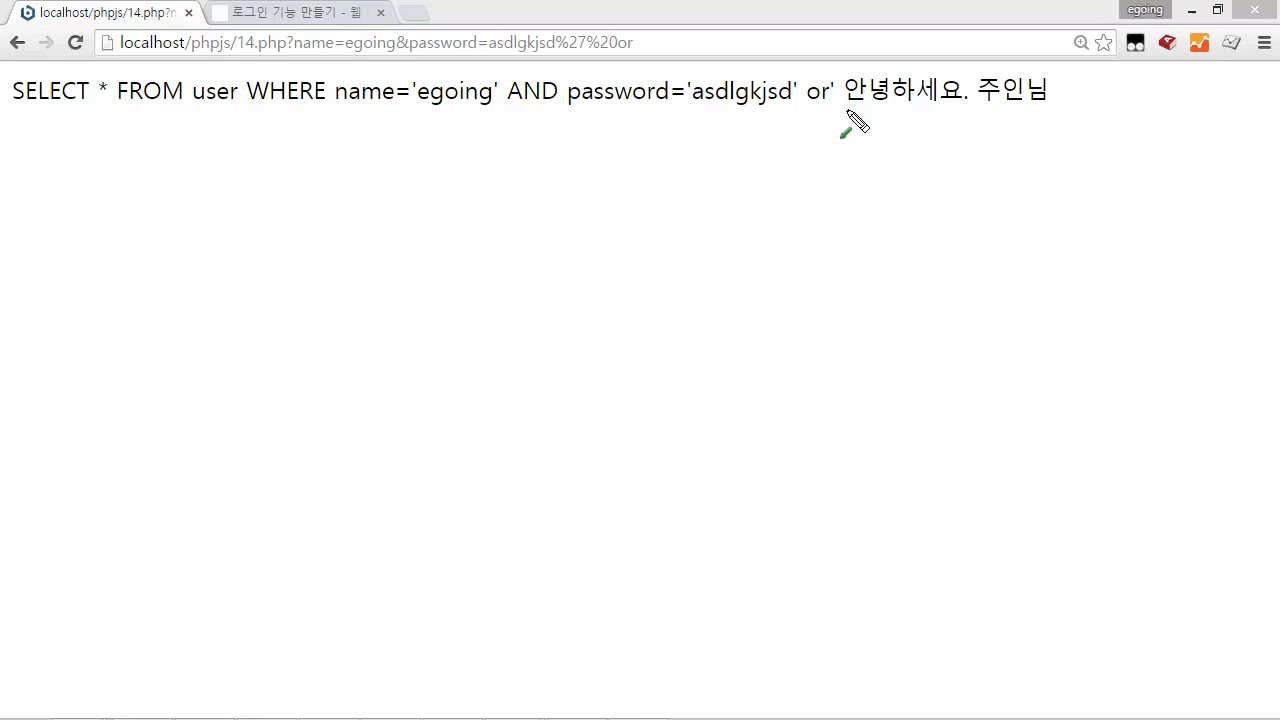 localhost/phpjs/14.php?n
로그인 기능 만들기 - 웹
egoing
localhost/phpjs/14.php?name=egoing&password=asdlgkjsd%27%20or
SELECT * FROM user WHERE name='egoing' AND password='asdlgkjsd' or' 안녕하세요. 주인님